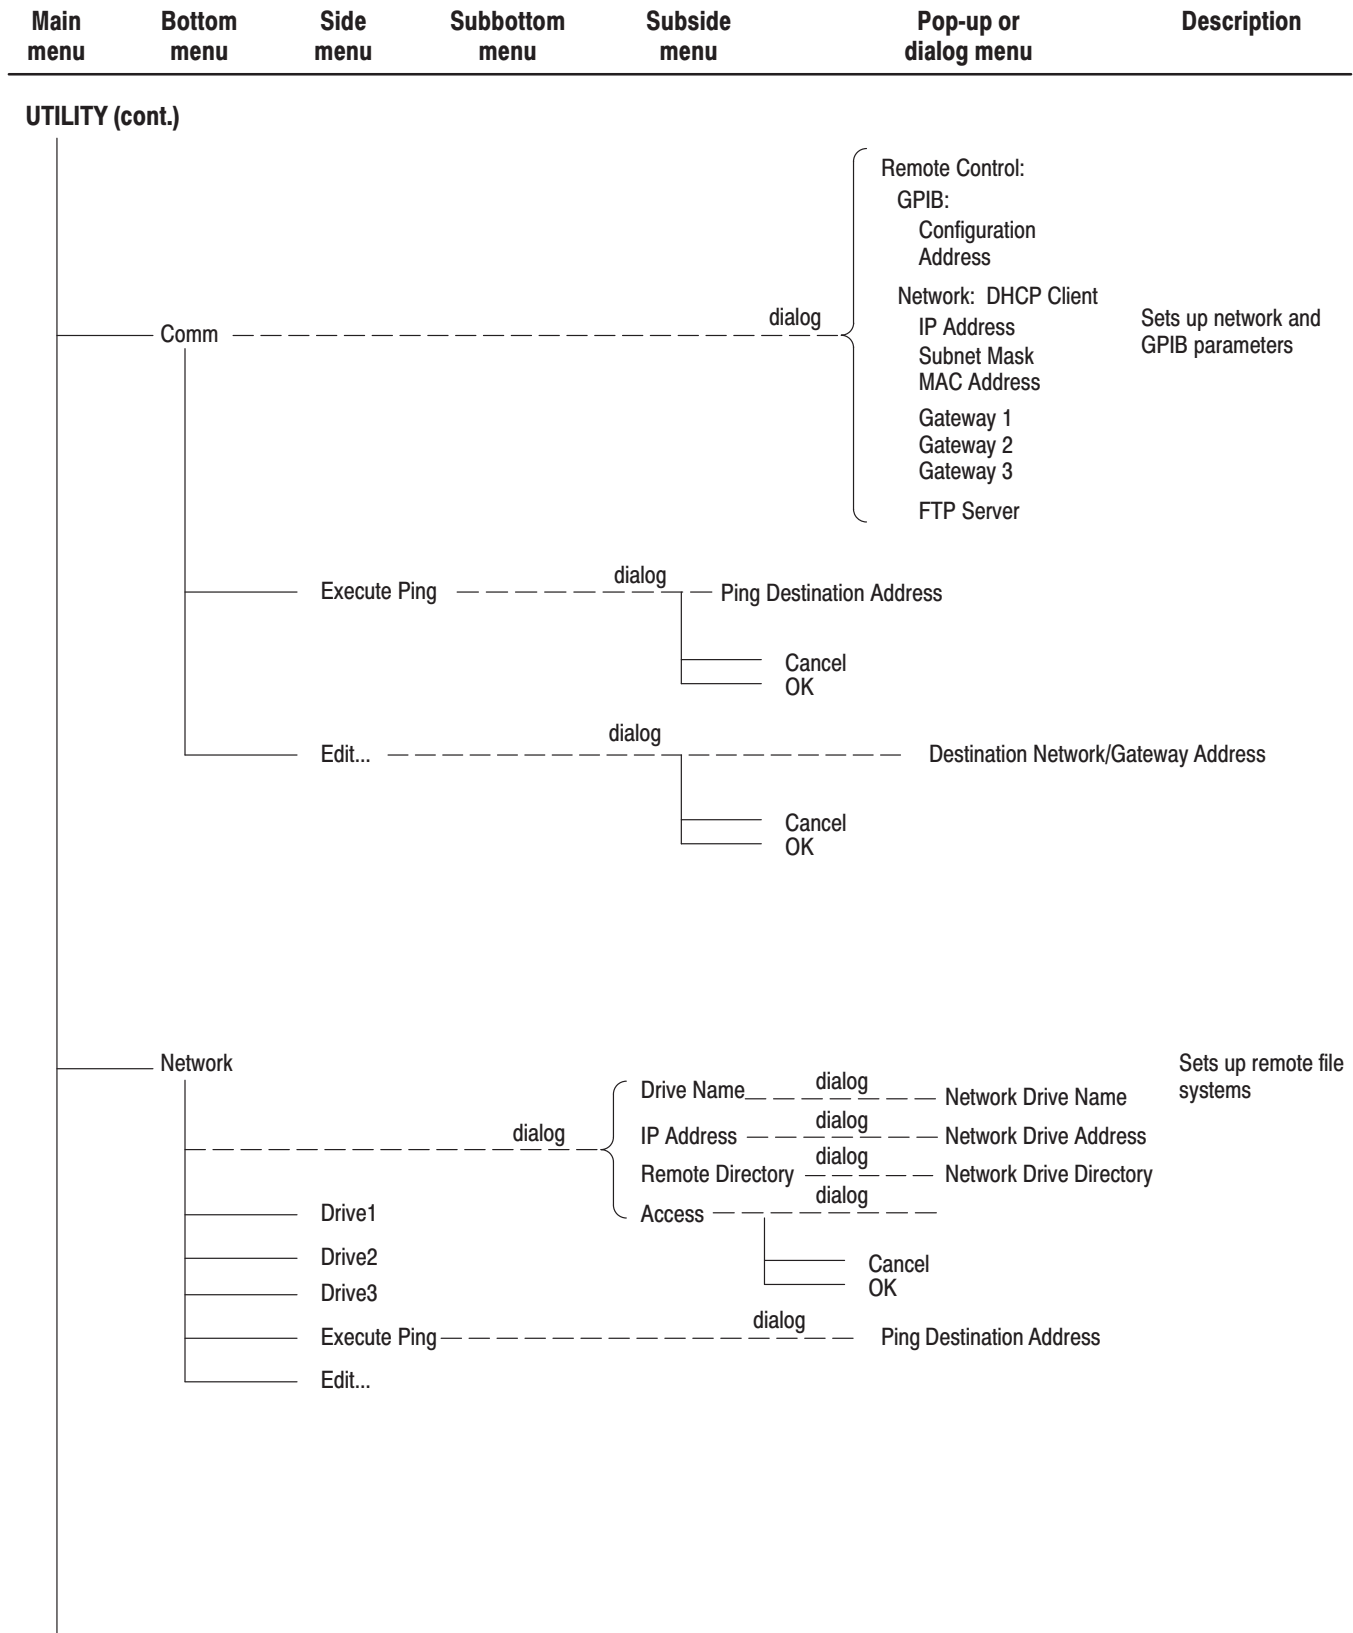 Main menu
Bottom menu
Side menu
Subbottom menu
Subside menu
Pop-up or dialog menu
Description
UTILITY (cont.)
Remote Control:
GPIB:
Configuration
Address
Network: DHCP Client
IP Address
Subnet Mask
MAC Address
Gateway 1
Gateway 2
Gateway 3
FTP Server
Comm
dialog
Sets up network and
GPIB parameters
Execute Ping
dialog
Ping Destination Address
Cancel
OK
Edit...
dialog
Destination Network/Gateway Address
Cancel
OK
Network
Sets up remote file
systems
dialog
Drive Name
dialog
Network Drive Name
IP Address
dialog
Network Drive Address
Remote Directory
dialog
Network Drive Directory
Access
dialog
Cancel
OK
Drive1
Drive2
Drive3
Execute Ping
dialog
Ping Destination Address
Edit...